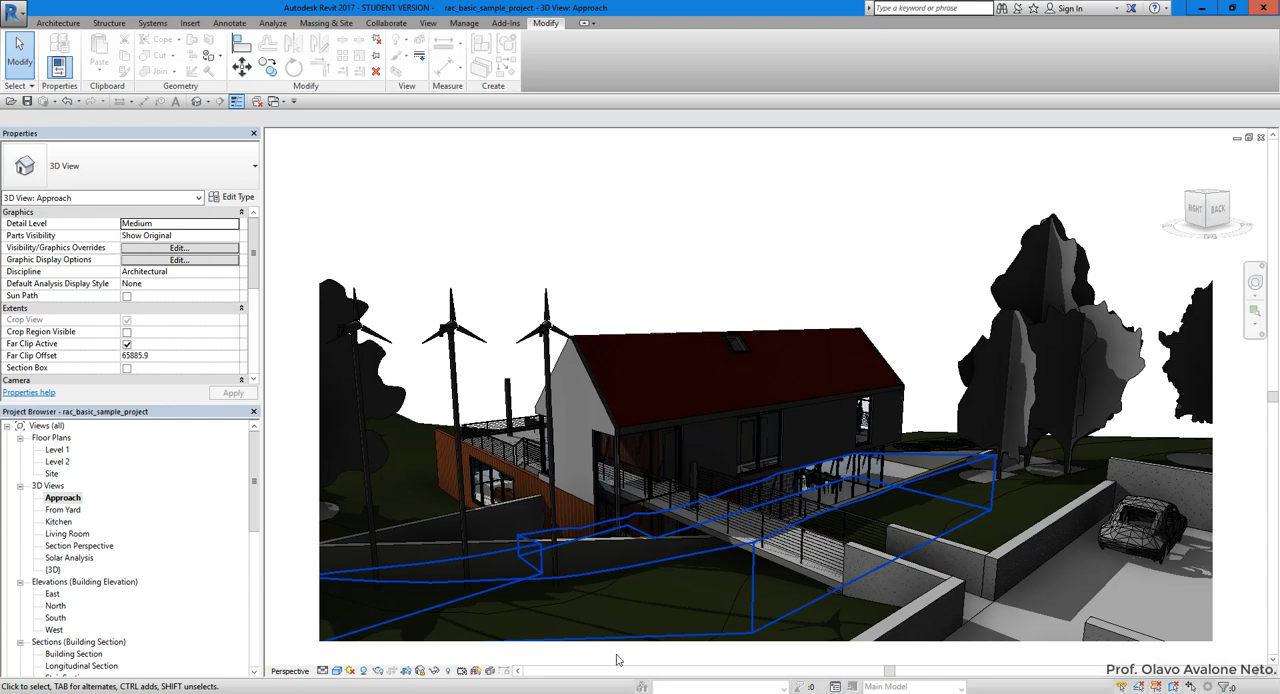 Autodesk Revit 2017 - STUDENT VERSION - rac_basic_sample_project - 3D View: Approach
Type a keyword or phrase
Sign In
Architecture Structure Systems Insert Annotate Analyze Massing & Site Collaborate View Manage Add-Ins Modify
Modify
Paste
Cope
Cut
Join
Select Properties Clipboard Geometry Modify View Measure Create
Properties
3D View
3D View: Approach
Edit Type
Graphics
Detail Level Medium
Parts Visibility Show Original
Visibility/Graphics Overrides Edit...
Graphic Display Options Edit...
Discipline Architectural
Default Analysis Display Style None
Sun Path
Extents
Crop View
Crop Region Visible
Far Clip Active
Far Clip Offset 65885.9
Section Box
Camera
Properties help
Apply
Project Browser - rac_basic_sample_project
Views (all)
Floor Plans
Level 1
Level 2
Site
3D Views
Approach
From Yard
Kitchen
Living Room
Section Perspective
Solar Analysis
{3D}
Elevations (Building Elevation)
East
North
South
West
Sections (Building Section)
Building Section
Longitudinal Section
RIGHT BACK
Perspective
Prof. Olavo Avalone Neto.
Click to select, TAB for alternates, CTRL adds, SHIFT unselects.
:0
Main Model
:0